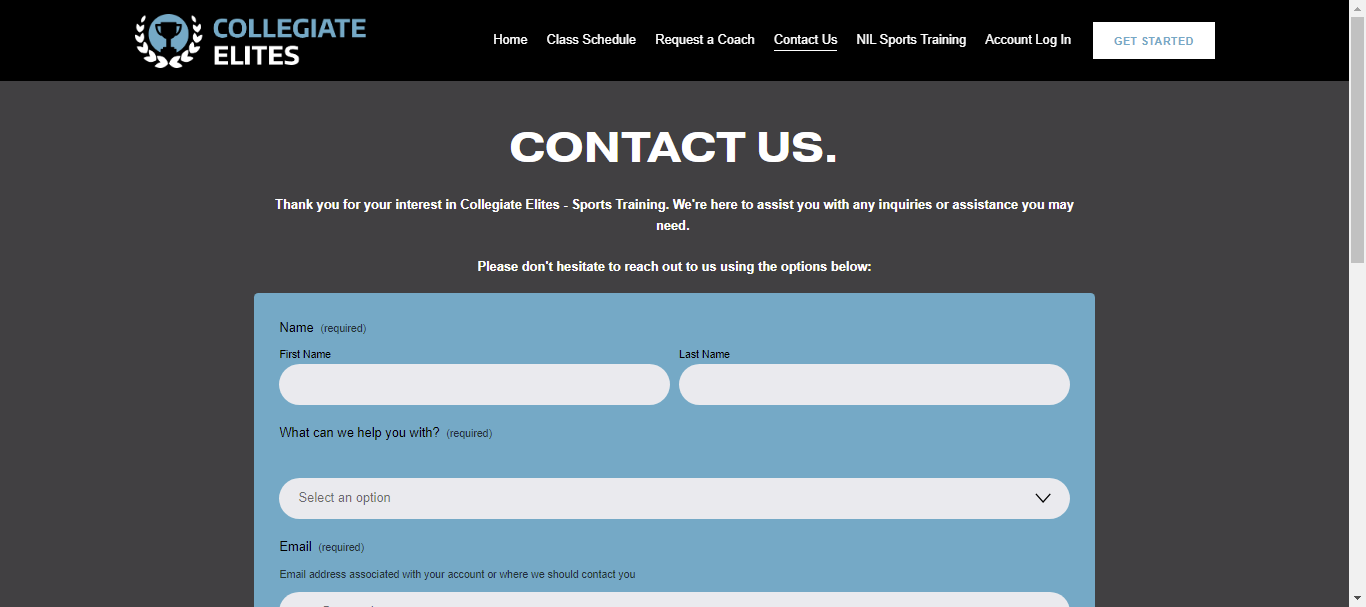 COLLEGIATE
ELITES
Home Class Schedule Request a Coach Contact Us NIL Sports Training Account Log In GET STARTED
CONTACT US.
Thank you for your interest in Collegiate Elites - Sports Training. We're here to assist you with any inquiries or assistance you may
need.
Please don't hesitate to reach out to us using the options below:
Name (required)
First Name Last Name
What can we help you with? (required)
Select an option
Email (required)
Email address associated with your account or where we should contact you